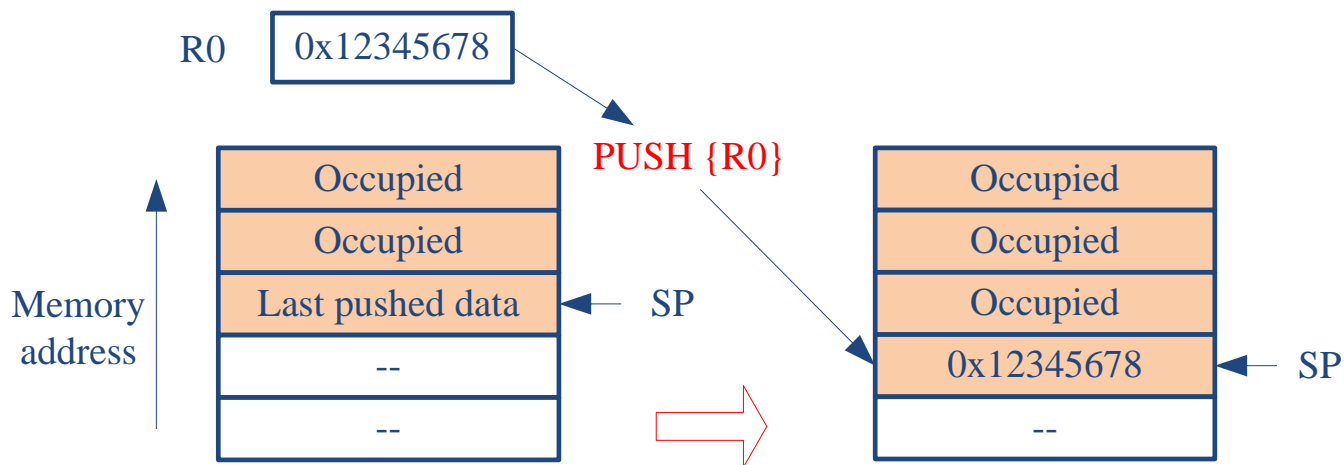 R0
0x12345678
PUSH {R0}
Memory
address
Occupied
Occupied
Last pushed data
--
--
SP
Occupied
Occupied
Occupied
0x12345678
--
SP